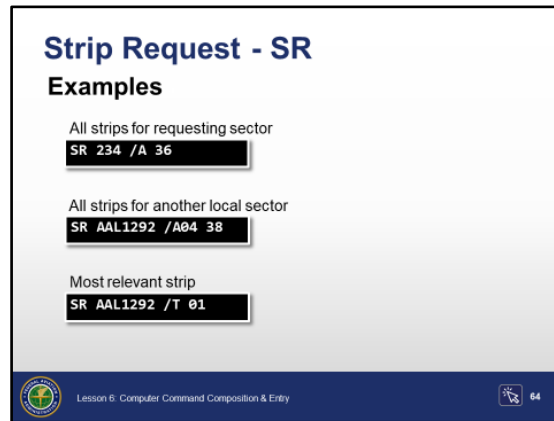 Strip Request - SR
Examples
All strips for requesting sector
SR 234 /A 36
All strips for another local sector
SR AAL1292 /A04 38
Most relevant strip
SR AAL1292 /T 01
Lesson 6: Computer Command Composition & Entry
64